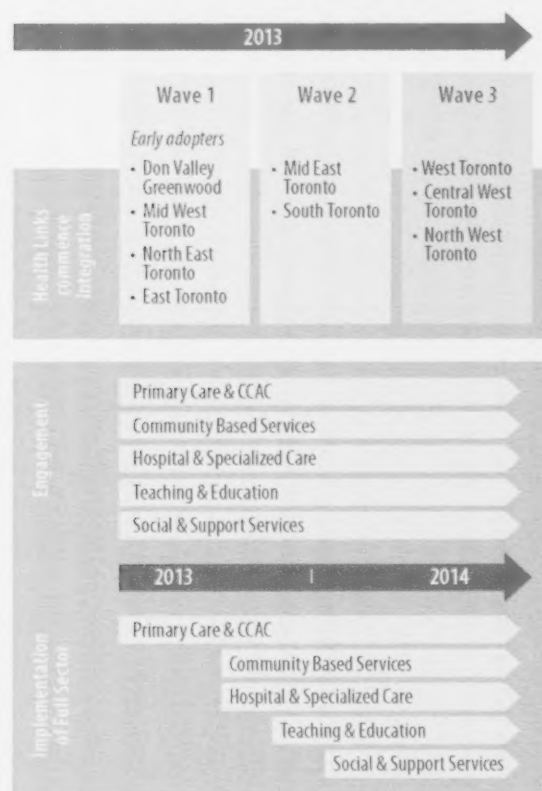 2013
Wave 1
Early adopters
• Don Valley
Greenwood
• Mid West
Toronto
• North East
Toronto
• East Toronto
Wave 2
• Mid East
Toronto
• South Toronto
Wave 3
• West Toronto
• Central West
Toronto
• North West
Toronto
Health Links
commence
integration
Engagement
Primary Care & CCAC
Community Based Services
Hospital & Specialized Care
Teaching & Education
Social & Support Services
2013 | 2014
Implementation
of Full Sector
Primary Care & CCAC
Community Based Services
Hospital & Specialized Care
Teaching & Education
Social & Support Services